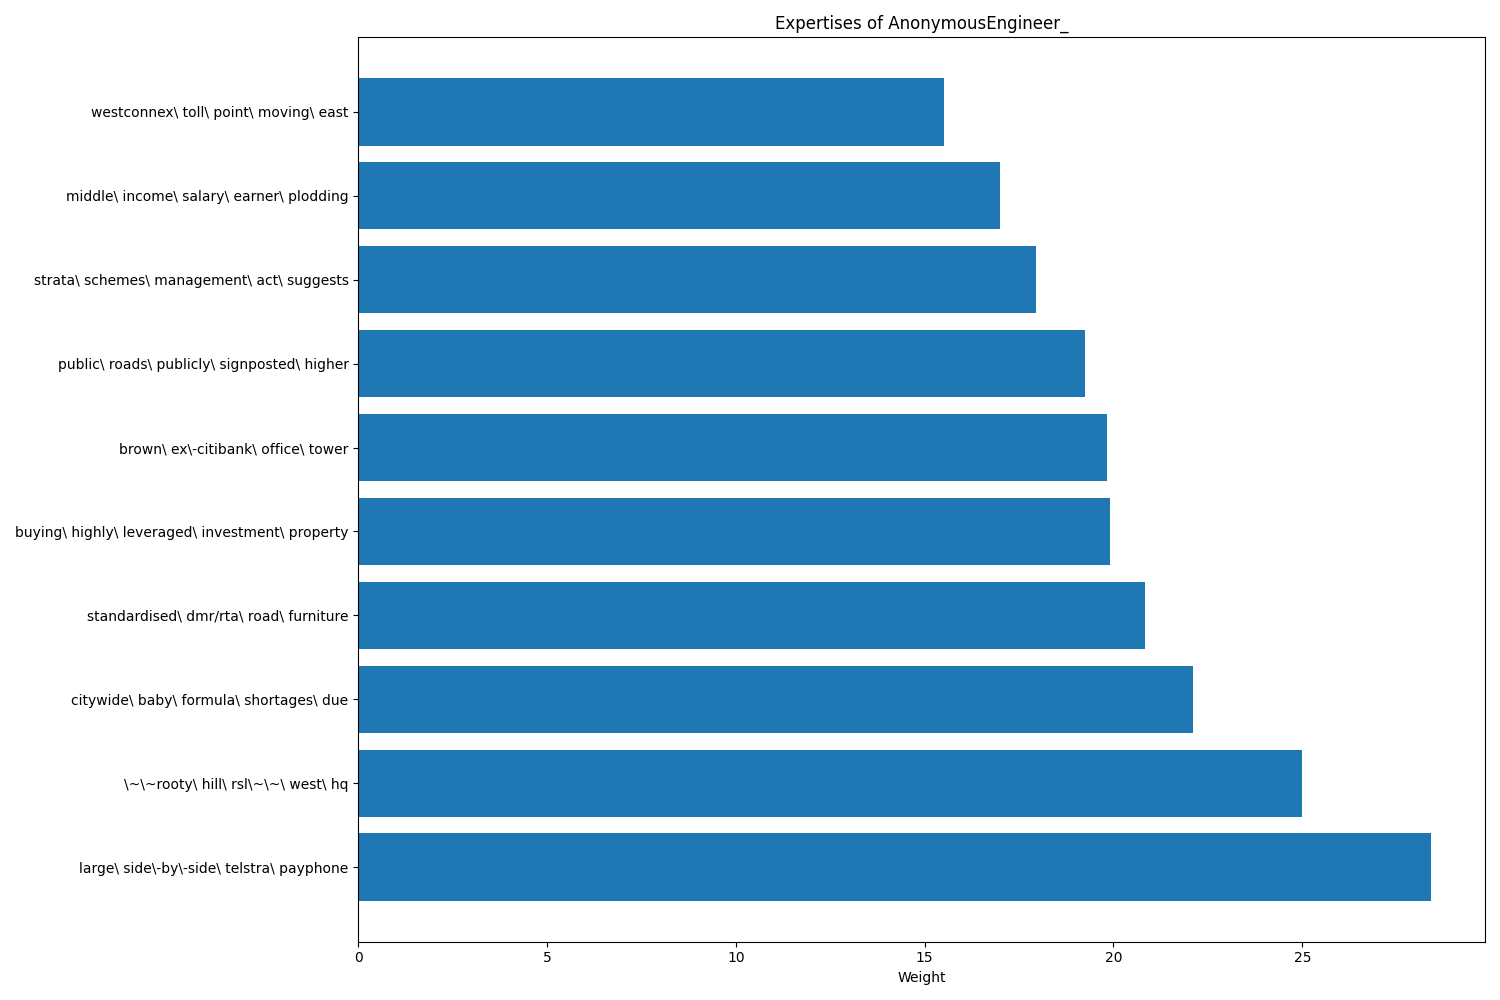 Expertises of AnonymousEngineer_
westconnex\ toll\ point\ moving\ east
middle\ income\ salary\ earner\ plodding
strata\ schemes\ management\ act\ suggests
public\ roads\ publicly\ signposted\ higher
brown\ ex\-citibank\ office\ tower
buying\ highly\ leveraged\ investment\ property
standardised\ dmr/rta\ road\ furniture
citywide\ baby\ formula\ shortages\ due
\~\~rooty\ hill\ rsl\~\~\ west\ hq
large\ side\-by\-side\ telstra\ payphone
0 5 10 15 20 25
Weight